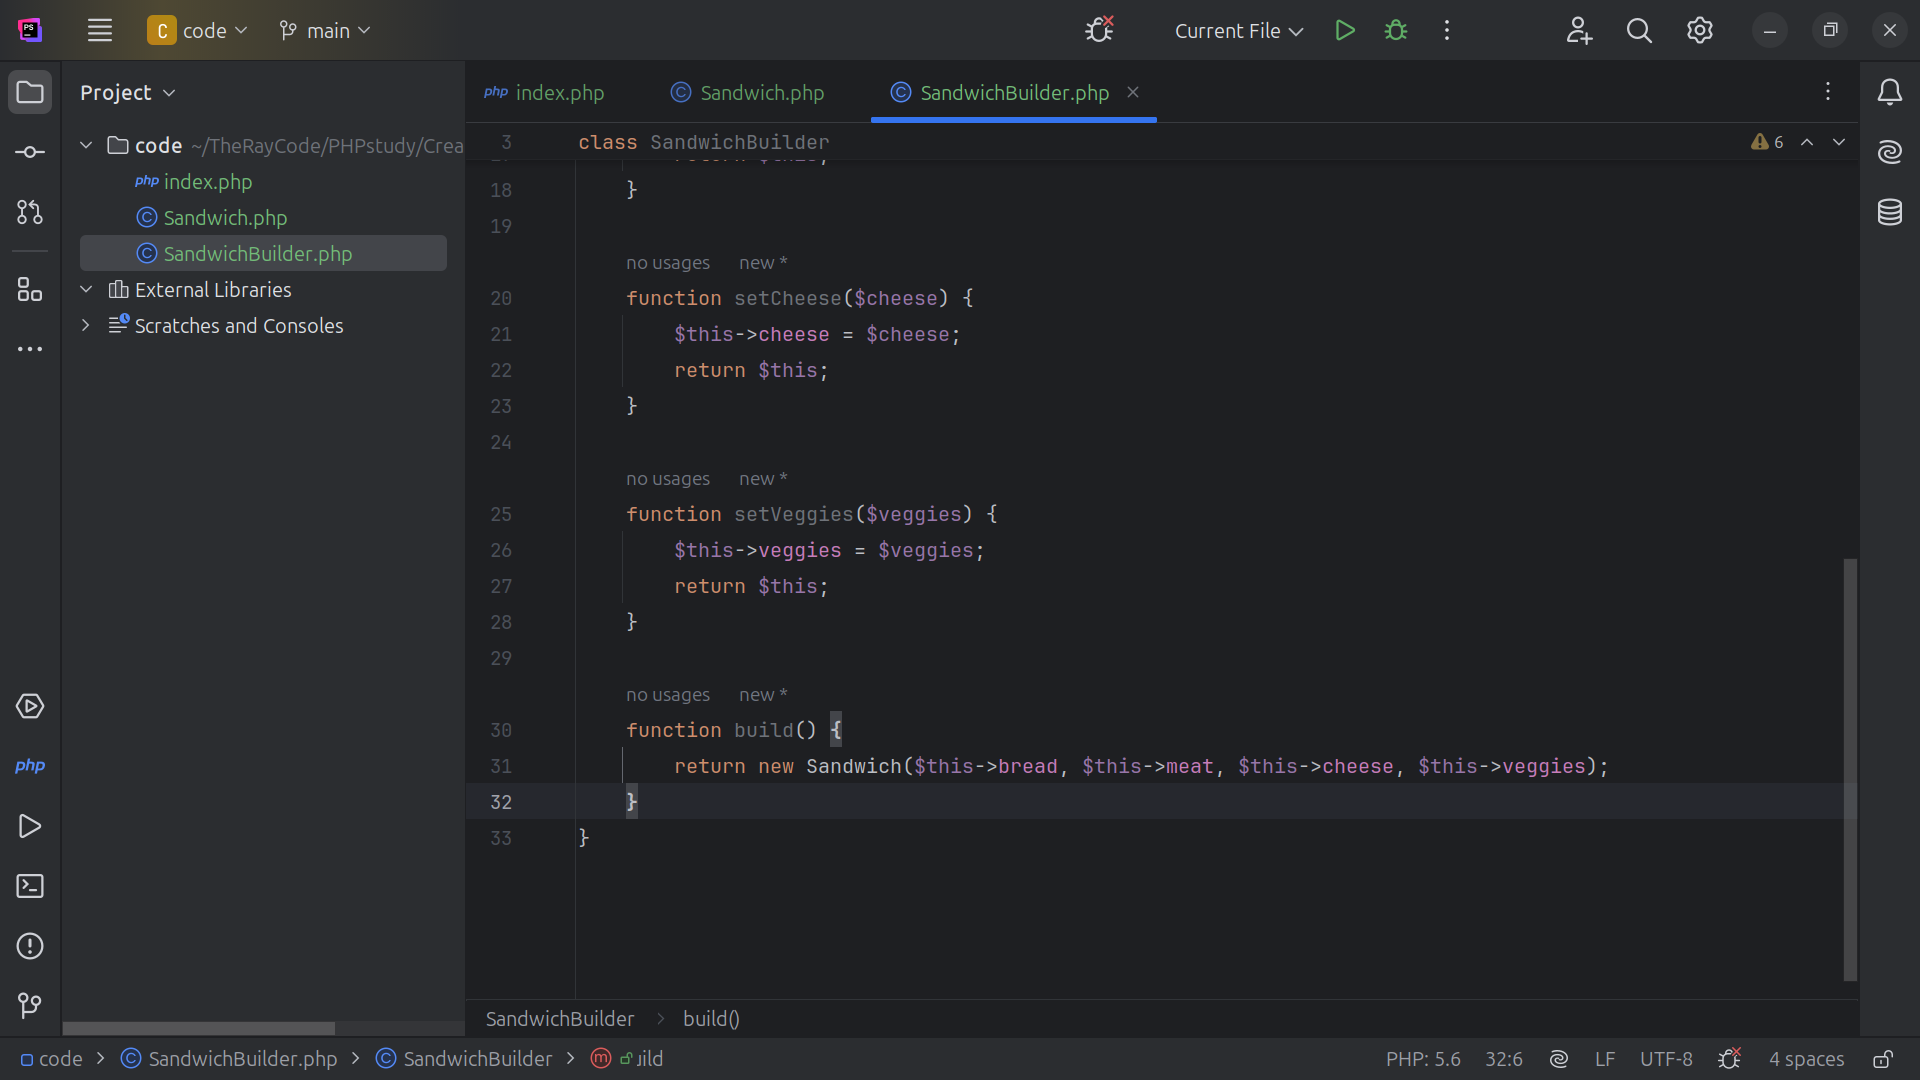 PS
C code main
Current File
Project
code ~/TheRayCode/PHPstudy/Crea
php index.php
C Sandwich.php
C SandwichBuilder.php
External Libraries
Scratches and Consoles
php
php index.php C Sandwich.php C SandwichBuilder.php
3 class SandwichBuilder 6
18 }
19
no usages new *
20 function setCheese($cheese) {
21 $this->cheese = $cheese;
22 return $this;
23 }
24
no usages new *
25 function setVeggies($veggies) {
26 $this->veggies = $veggies;
27 return $this;
28 }
29
no usages new *
30 function build() {
31 return new Sandwich($this->bread, $this->meat, $this->cheese, $this->veggies);
32 }
33 }
SandwichBuilder build()
code C SandwichBuilder.php C SandwichBuilder m ild PHP: 5.6 32:6 LF UTF-8 4 spaces